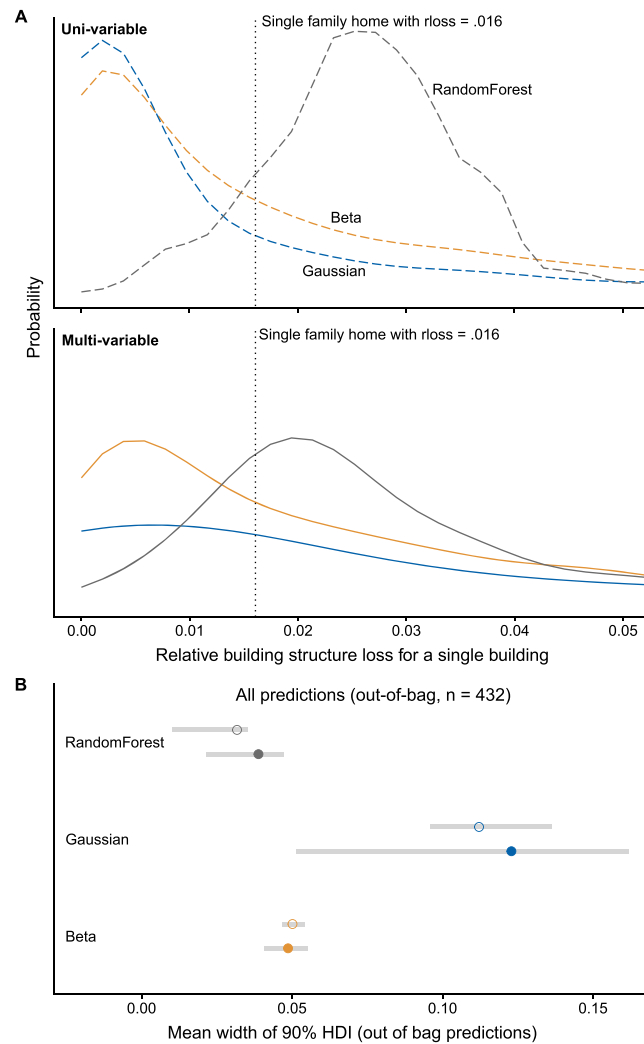 A
Single family home with rloss = .016
Uni-variable
RandomForest
Beta
Gaussian
Probability
Single family home with rloss = .016
Multi-variable
0.00 0.01 0.02 0.03 0.04 0.05
Relative building structure loss for a single building
B
All predictions (out-of-bag, n = 432)
RandomForest
Gaussian
Beta
0.00 0.05 0.10 0.15
Mean width of 90% HDI (out of bag predictions)